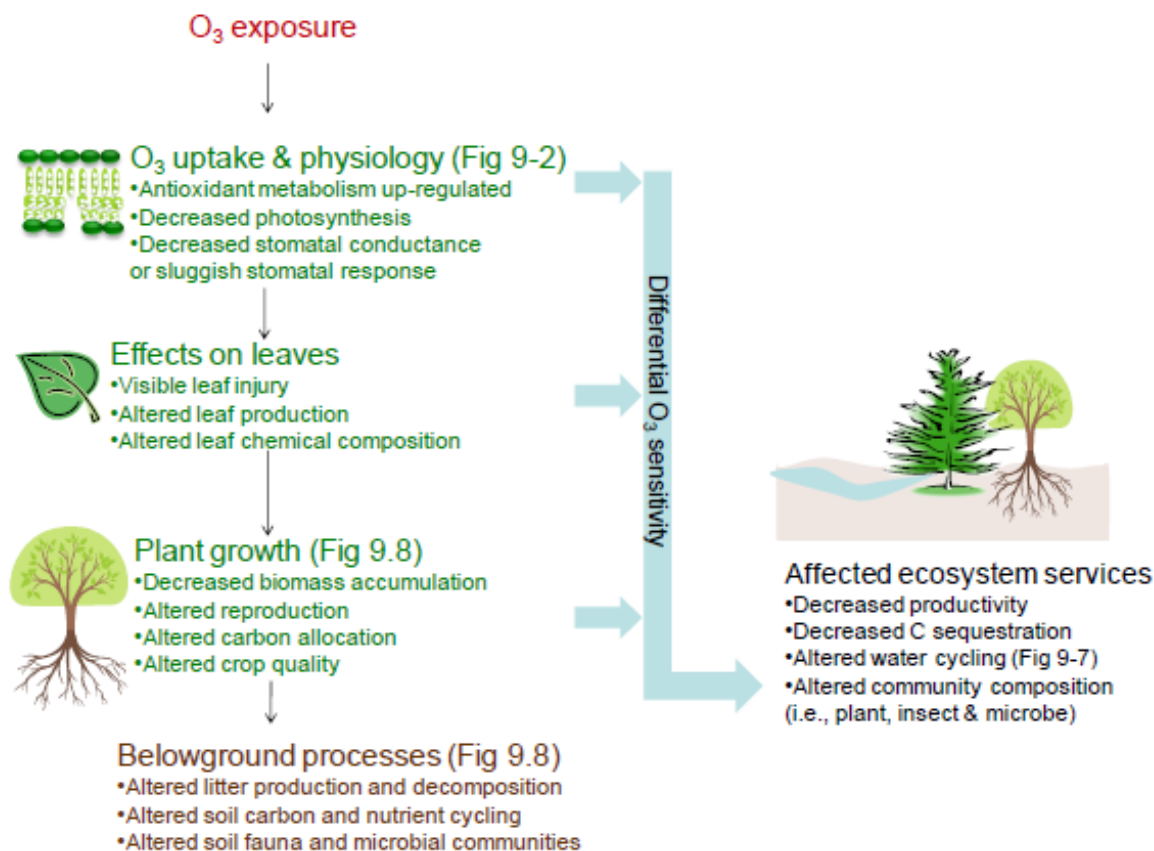 O₃ exposure
O₃ uptake & physiology (Fig 9-2)
•Antioxidant metabolism up-regulated
•Decreased photosynthesis
•Decreased stomatal conductance
or sluggish stomatal response
Effects on leaves
•Visible leaf injury
•Altered leaf production
•Altered leaf chemical composition
Plant growth (Fig 9.8)
•Decreased biomass accumulation
•Altered reproduction
•Altered carbon allocation
•Altered crop quality
Belowground processes (Fig 9.8)
•Altered litter production and decomposition
•Altered soil carbon and nutrient cycling
•Altered soil fauna and microbial communities
Differential O₃ sensitivity
Affected ecosystem services
•Decreased productivity
•Decreased C sequestration
•Altered water cycling (Fig 9-7)
•Altered community composition
(i.e., plant, insect & microbe)